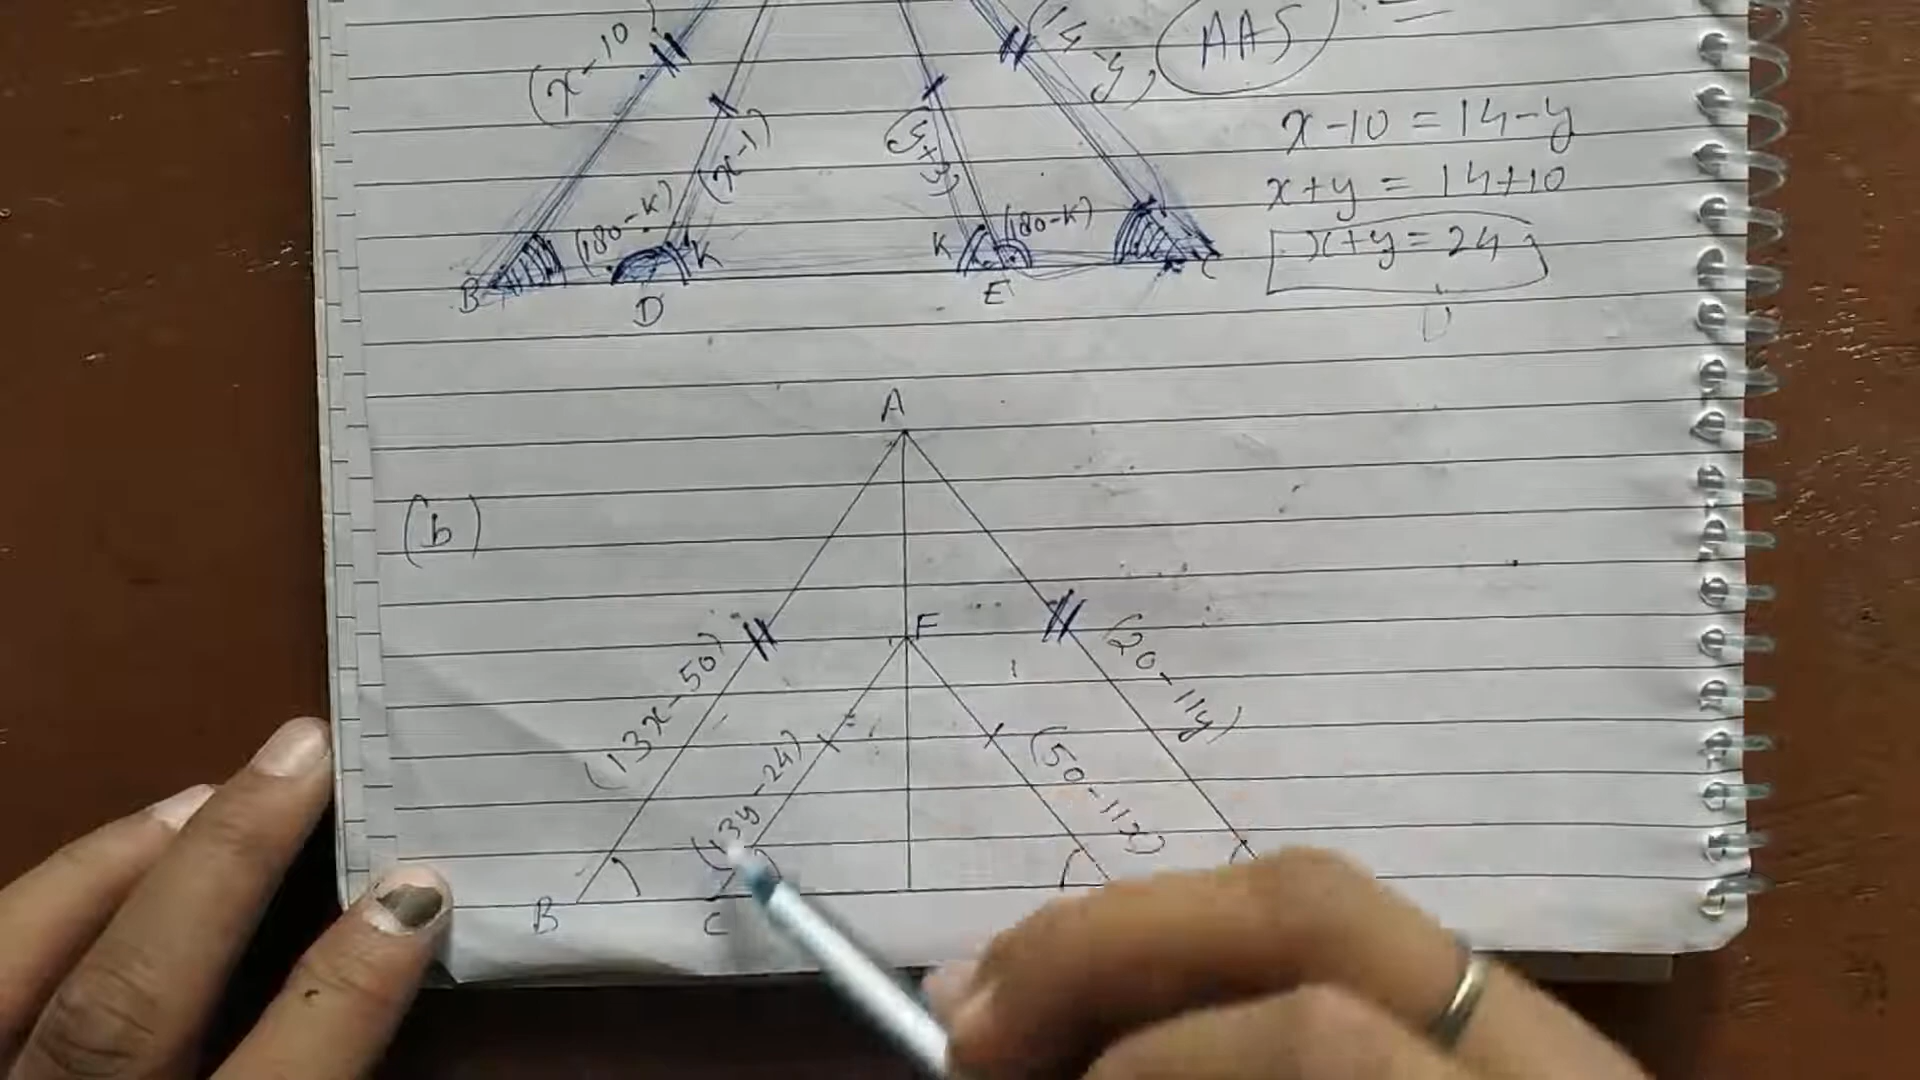 (x-10
14-y)
AAS
x-10 = 14-y
(x-1)
(y+3)
x+y = 14+10
(180-K)
K
K
(180-K)
x+y = 24
B
D
E
C
A
(b)
F
(13x-50)
(20-11y)
(13y-24)
(50-11x)
B
C